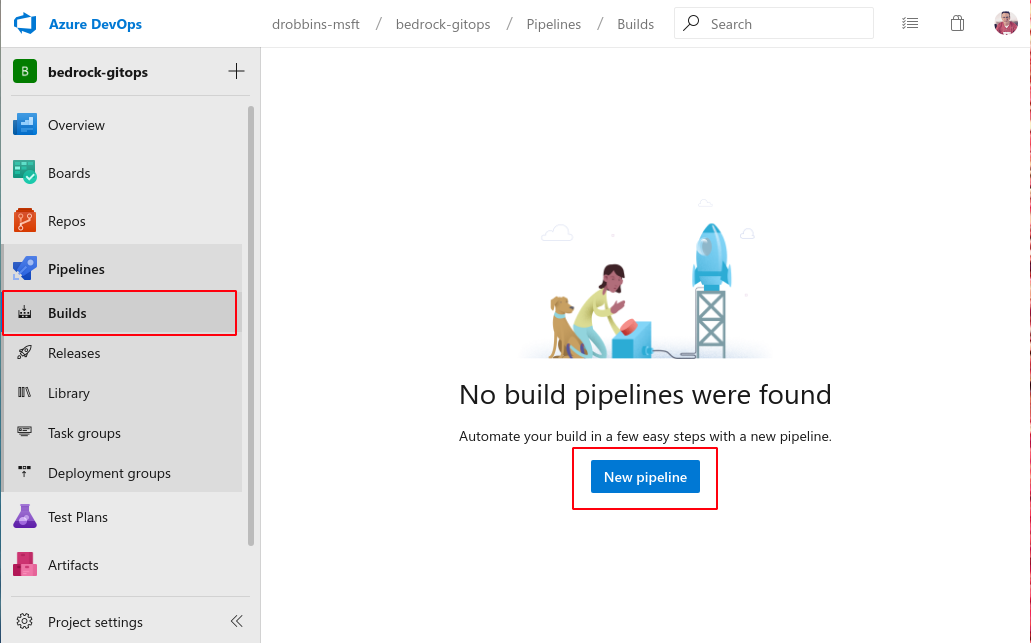 Azure DevOps
drobbins-msft / bedrock-gitops / Pipelines / Builds
Search
B bedrock-gitops
Overview
Boards
Repos
Pipelines
Builds
Releases
Library
Task groups
Deployment groups
Test Plans
Artifacts
Project settings
No build pipelines were found
Automate your build in a few easy steps with a new pipeline.
New pipeline